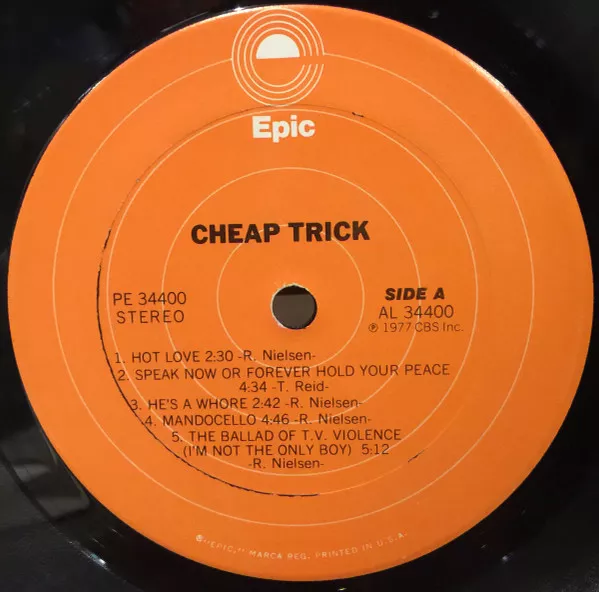 Epic
CHEAP TRICK
PE 34400
STEREO
SIDE A
AL 34400
℗ 1977 CBS Inc.
1. HOT LOVE 2:30 -R. Nielsen-
2. SPEAK NOW OR FOREVER HOLD YOUR PEACE
4:34 -T. Reid-
3. HE'S A WHORE 2:42 -R. Nielsen-
4. MANDOCELLO 4:46 -R. Nielsen-
5. THE BALLAD OF T.V. VIOLENCE
(I'M NOT THE ONLY BOY) 5:12
-R. Nielsen-
"EPIC," MARCA REG. PRINTED IN U.S.A.